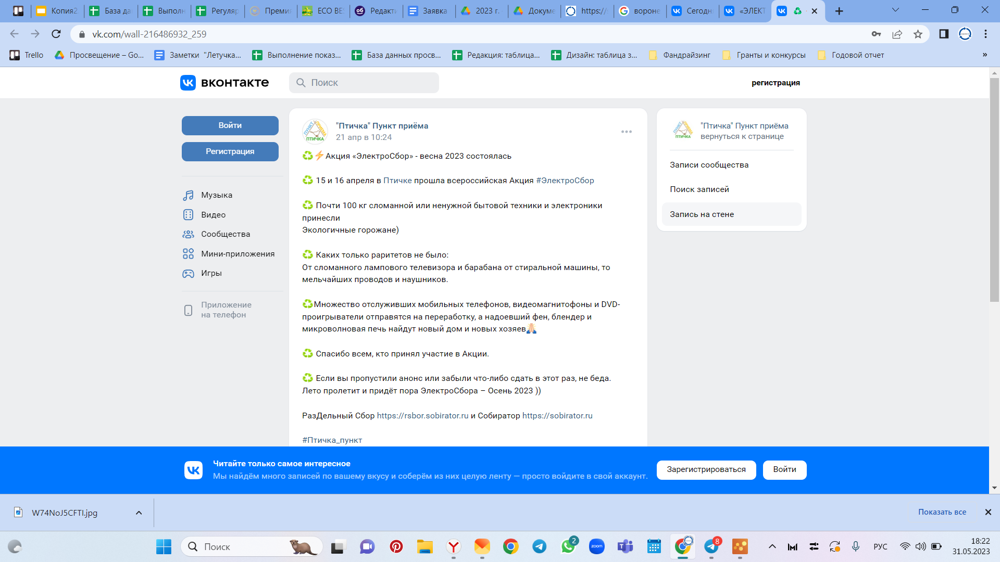 Копия2
База да
Выполн
Регуляр
Премия
ECO BE
Редакти
Заявка
2023 г.
Докуме
https://
вороне
Сегодн
«ЭЛЕКТ
vk.com/wall-216486932_259
Trello
Просвещение – Go...
Заметки "Летучка...
Выполнение показ...
База данных просв...
Редакция: таблица...
Дизайн: таблица з...
Фандрайзинг
Гранты и конкурсы
Годовой отчет
»
вконтакте
Поиск
регистрация
Войти
Регистрация
Музыка
Видео
Сообщества
Мини-приложения
Игры
Приложение
на телефон
"Птичка" Пункт приёма
21 апр в 10:24
♻️⚡Акция «ЭлектроСбор» - весна 2023 состоялась
♻️ 15 и 16 апреля в Птичке прошла всероссийская Акция #ЭлектроСбор
♻️ Почти 100 кг сломанной или ненужной бытовой техники и электроники
принесли
Экологичные горожане)
♻️ Каких только раритетов не было:
От сломанного лампового телевизора и барабана от стиральной машины, то
мельчайших проводов и наушников.
♻️Множество отслуживших мобильных телефонов, видеомагнитофоны и DVD-
проигрыватели отправятся на переработку, а надоевший фен, блендер и
микроволновая печь найдут новый дом и новых хозяев🙏
♻️ Спасибо всем, кто принял участие в Акции.
♻️ Если вы пропустили анонс или забыли что-либо сдать в этот раз, не беда.
Лето пролетит и придёт пора ЭлектроСбора – Осень 2023 ))
РазДельный Сбор https://rsbor.sobirator.ru и Собиратор https://sobirator.ru
#Птичка_пункт
"Птичка" Пункт приёма
вернуться к странице
Записи сообщества
Поиск записей
Запись на стене
Читайте только самое интересное
Мы найдём много записей по вашему вкусу и соберём из них целую ленту — просто войдите в свой аккаунт.
Зарегистрироваться
Войти
W74NoJ5CFTI.jpg
Показать все
Поиск
zoom
2
8
РУС
18:22
31.05.2023